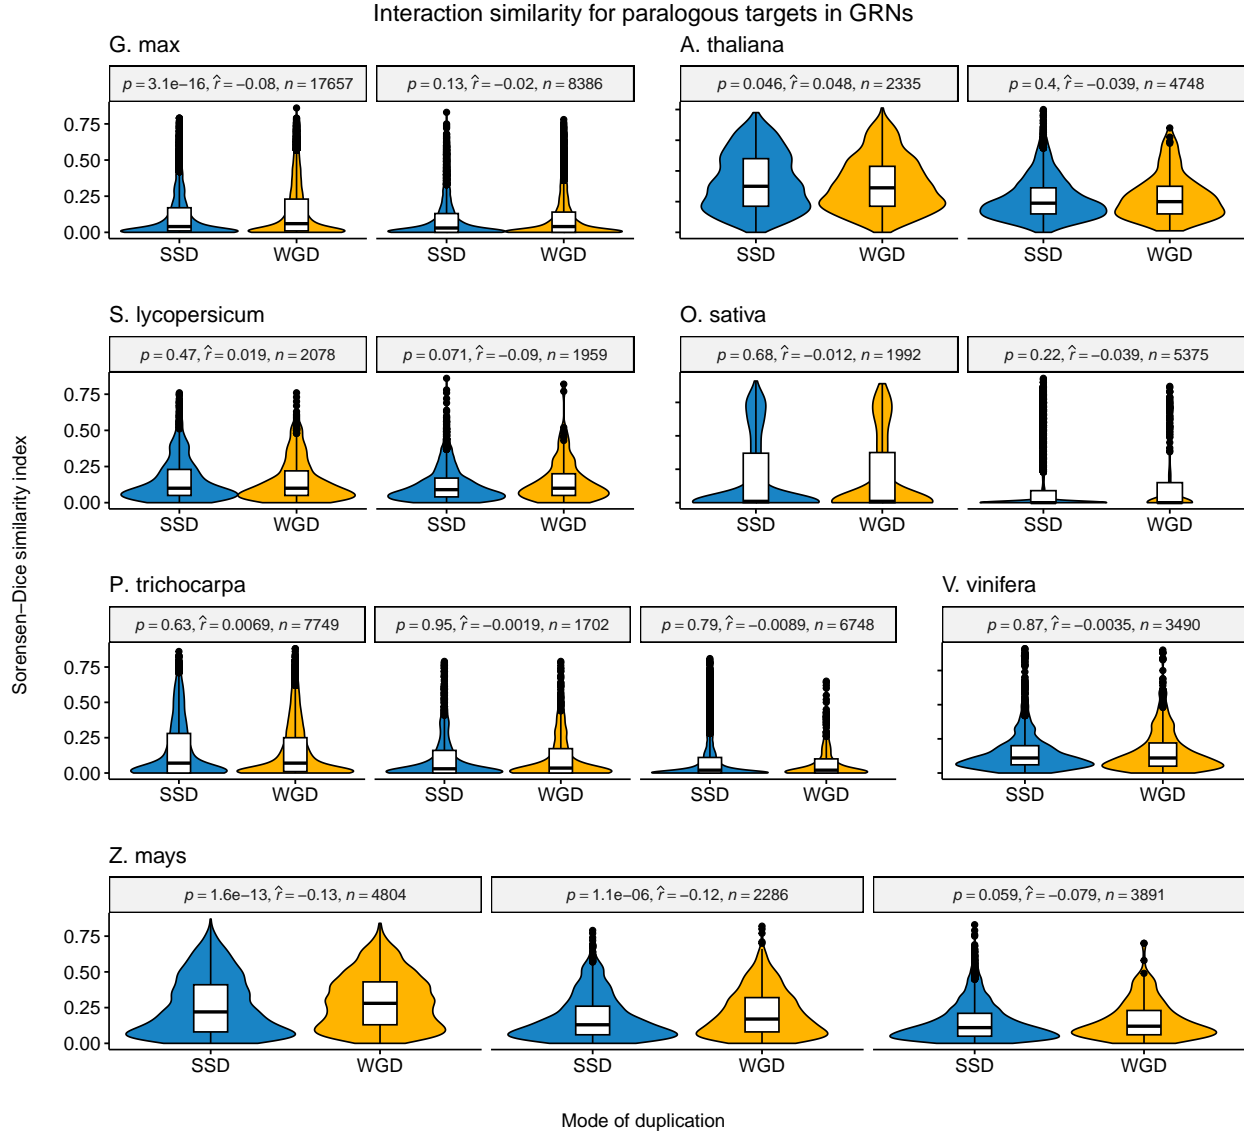 Interaction similarity for paralogous targets in GRNs
G. max
p = 3.1e−16, r̂ = −0.08, n = 17657
p = 0.13, r̂ = −0.02, n = 8386
0.75
0.50
0.25
0.00
SSD WGD
SSD WGD
A. thaliana
p = 0.046, r̂ = 0.048, n = 2335
p = 0.4, r̂ = −0.039, n = 4748
SSD WGD
SSD WGD
S. lycopersicum
p = 0.47, r̂ = 0.019, n = 2078
p = 0.071, r̂ = −0.09, n = 1959
0.75
0.50
0.25
0.00
SSD WGD
SSD WGD
O. sativa
p = 0.68, r̂ = −0.012, n = 1992
p = 0.22, r̂ = −0.039, n = 5375
SSD WGD
SSD WGD
Sorensen−Dice similarity index
P. trichocarpa
p = 0.63, r̂ = 0.0069, n = 7749
p = 0.95, r̂ = −0.0019, n = 1702
p = 0.79, r̂ = −0.0089, n = 6748
0.75
0.50
0.25
0.00
SSD WGD
SSD WGD
SSD WGD
V. vinifera
p = 0.87, r̂ = −0.0035, n = 3490
SSD WGD
Z. mays
p = 1.6e−13, r̂ = −0.13, n = 4804
p = 1.1e−06, r̂ = −0.12, n = 2286
p = 0.059, r̂ = −0.079, n = 3891
0.75
0.50
0.25
0.00
SSD WGD
SSD WGD
SSD WGD
Mode of duplication